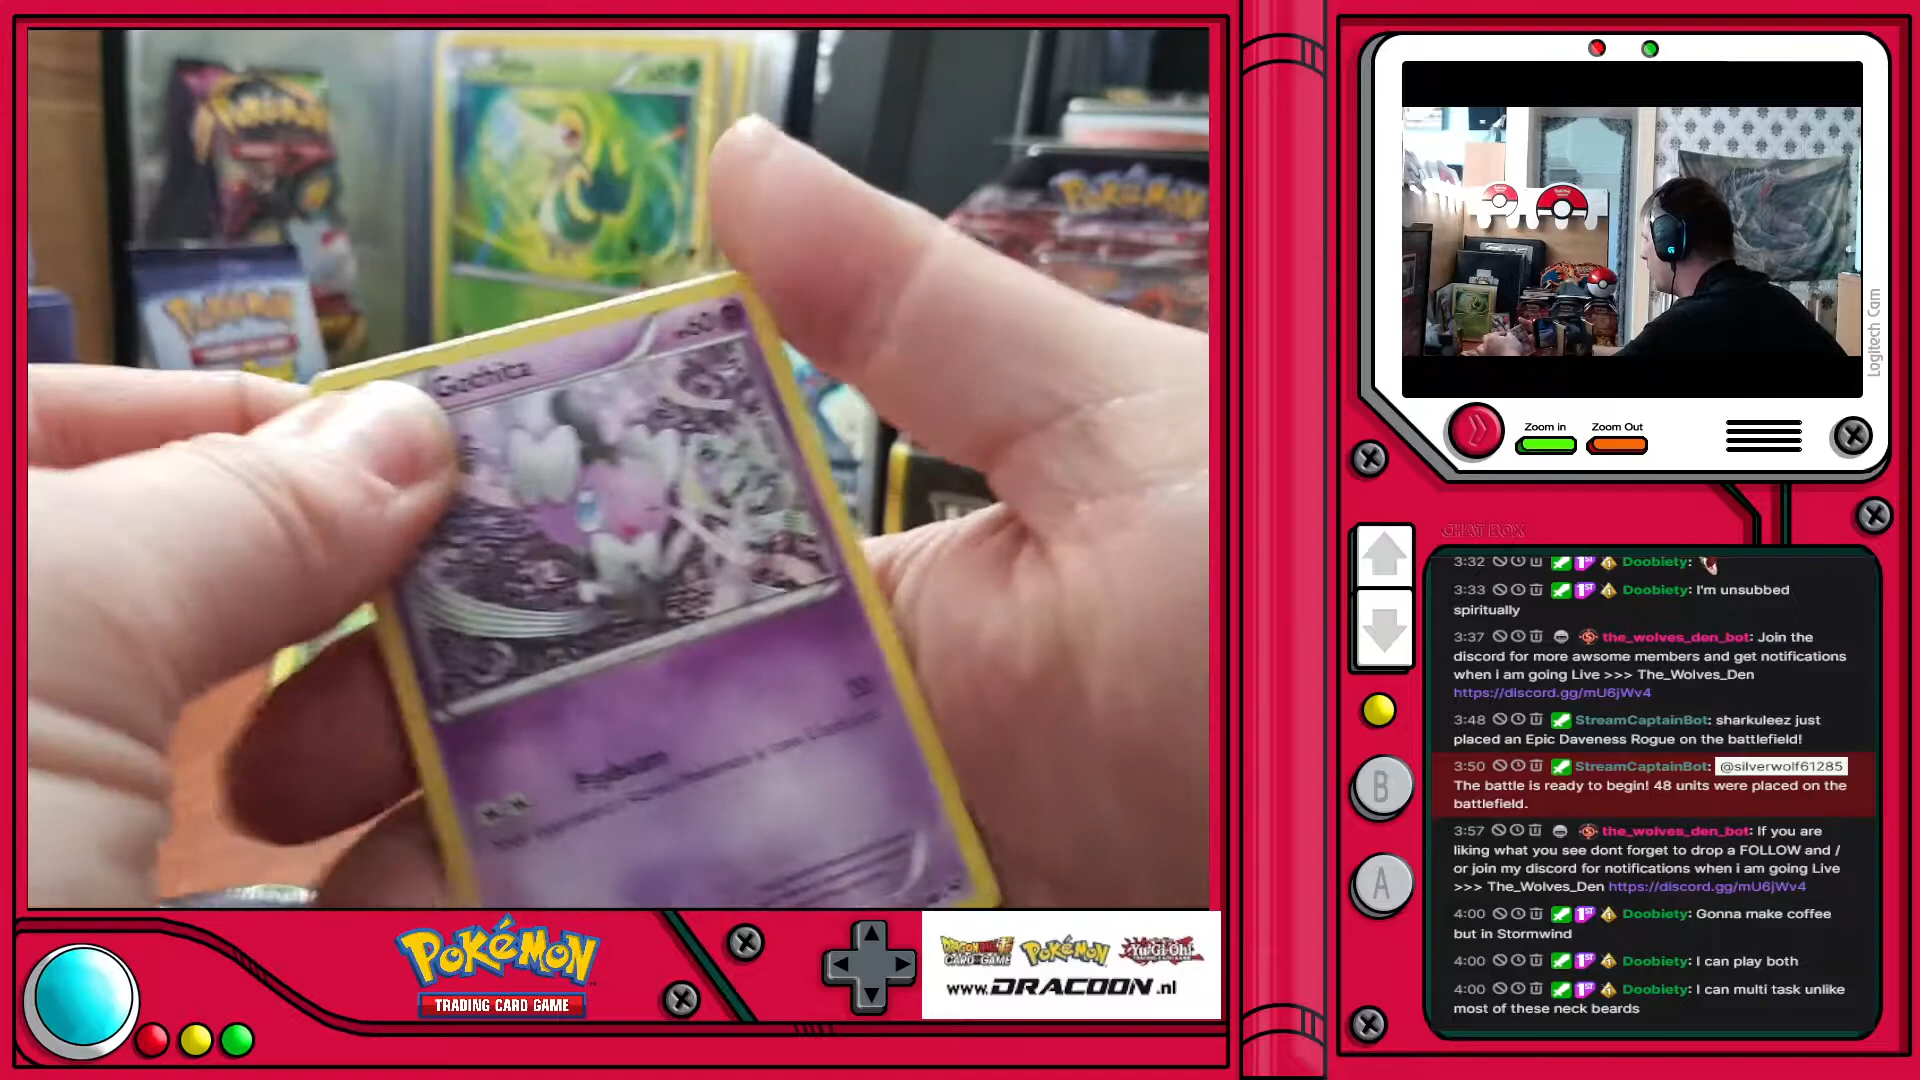 POKéMON
Gothita
Psybeam
POKéMON
TRADING CARD GAME
DRAGON BALL
CARD GAME
POKéMON
Yu-Gi-Oh!
www.DRACOON.nl
Logitech Cam
Zoom in
Zoom Out
CHAT BOX
3:32 Doobiety:
3:33 Doobiety: I'm unsubbed
spiritually
3:37 the_wolves_den_bot: Join the
discord for more awsome members and get notifications
when i am going Live >>> The_Wolves_Den
https://discord.gg/mU6jWv4
3:48 StreamCaptainBot: sharkuleez just
placed an Epic Daveness Rogue on the battlefield!
3:50 StreamCaptainBot: @silverwolf61285
The battle is ready to begin! 48 units were placed on the
battlefield.
3:57 the_wolves_den_bot: If you are
liking what you see dont forget to drop a FOLLOW and /
or join my discord for notifications when i am going Live
>>> The_Wolves_Den https://discord.gg/mU6jWv4
4:00 Doobiety: Gonna make coffee
but in Stormwind
4:00 Doobiety: I can play both
4:00 Doobiety: I can multi task unlike
most of these neck beards
B
A